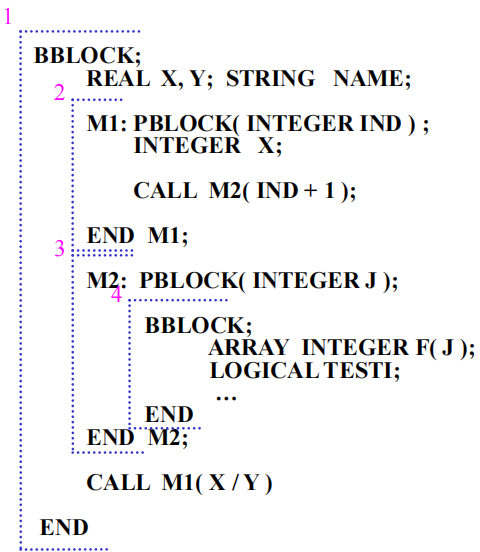 1
BBLOCK;
REAL X, Y; STRING NAME;
2
M1: PBLOCK( INTEGER IND ) ;
INTEGER X;
CALL M2( IND + 1 );
END M1;
3
M2: PBLOCK( INTEGER J );
4
BBLOCK;
ARRAY INTEGER F( J );
LOGICAL TESTI;
...
END
END M2;
CALL M1( X / Y )
END